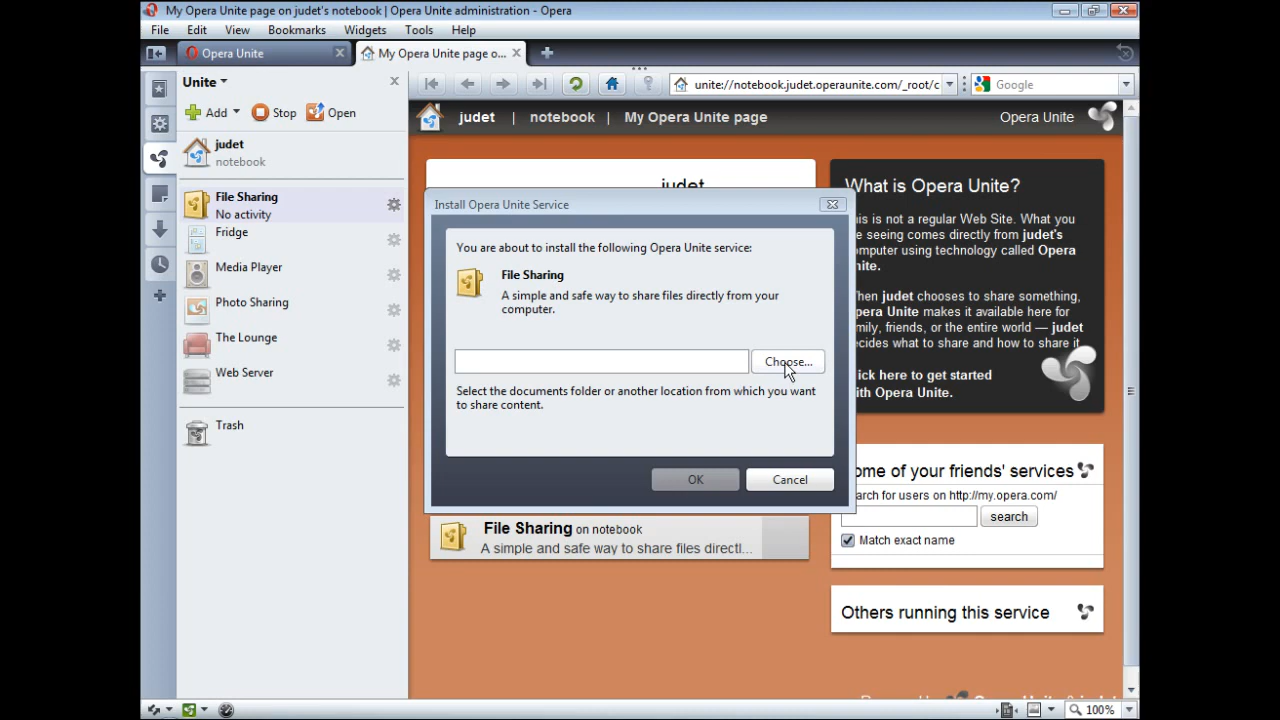 My Opera Unite page on judet's notebook | Opera Unite administration - Opera
File Edit View Bookmarks Widgets Tools Help
Opera Unite
My Opera Unite page o...
Unite
unite://notebook.judet.operaunite.com/_root/c
Google
Add Stop Open
judet | notebook | My Opera Unite page
Opera Unite
judet
notebook
File Sharing
No activity
Fridge
Media Player
Photo Sharing
The Lounge
Web Server
Trash
judet
Install Opera Unite Service
You are about to install the following Opera Unite service:
File Sharing
A simple and safe way to share files directly from your
computer.
Choose...
Select the documents folder or another location from which you want
to share content.
OK
Cancel
File Sharing on notebook
A simple and safe way to share files directl...
What is Opera Unite?
his is not a regular Web Site. What you
e seeing comes directly from judet's
mputer using technology called Opera
nite.
hen judet chooses to share something,
pera Unite makes it available here for
mily, friends, or the entire world — judet
ecides what to share and how to share it.
lick here to get started
ith Opera Unite.
ome of your friends' services
earch for users on http://my.opera.com/
search
Match exact name
Others running this service
100%